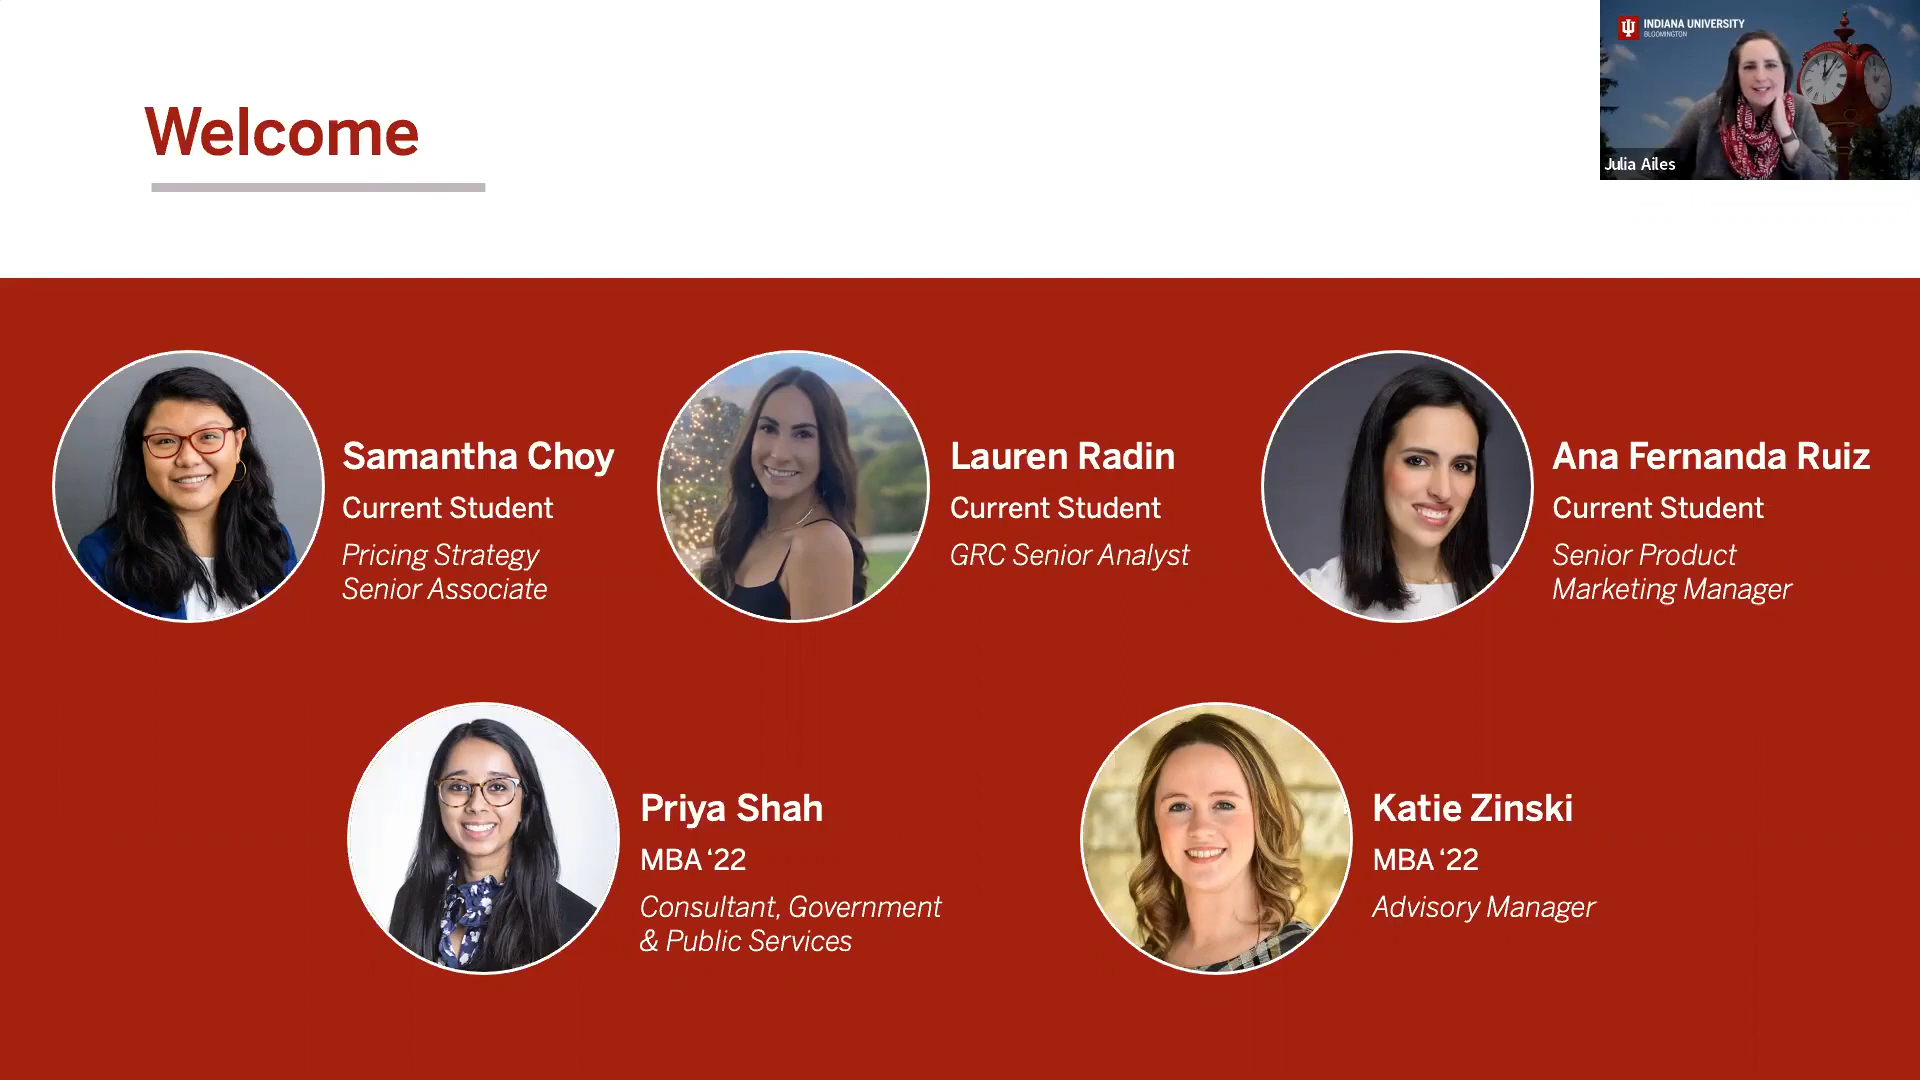 Welcome
INDIANA UNIVERSITY
BLOOMINGTON
Julia Ailes
Samantha Choy
Current Student
Pricing Strategy
Senior Associate
Lauren Radin
Current Student
GRC Senior Analyst
Ana Fernanda Ruiz
Current Student
Senior Product
Marketing Manager
Priya Shah
MBA ‘22
Consultant, Government
& Public Services
Katie Zinski
MBA ‘22
Advisory Manager